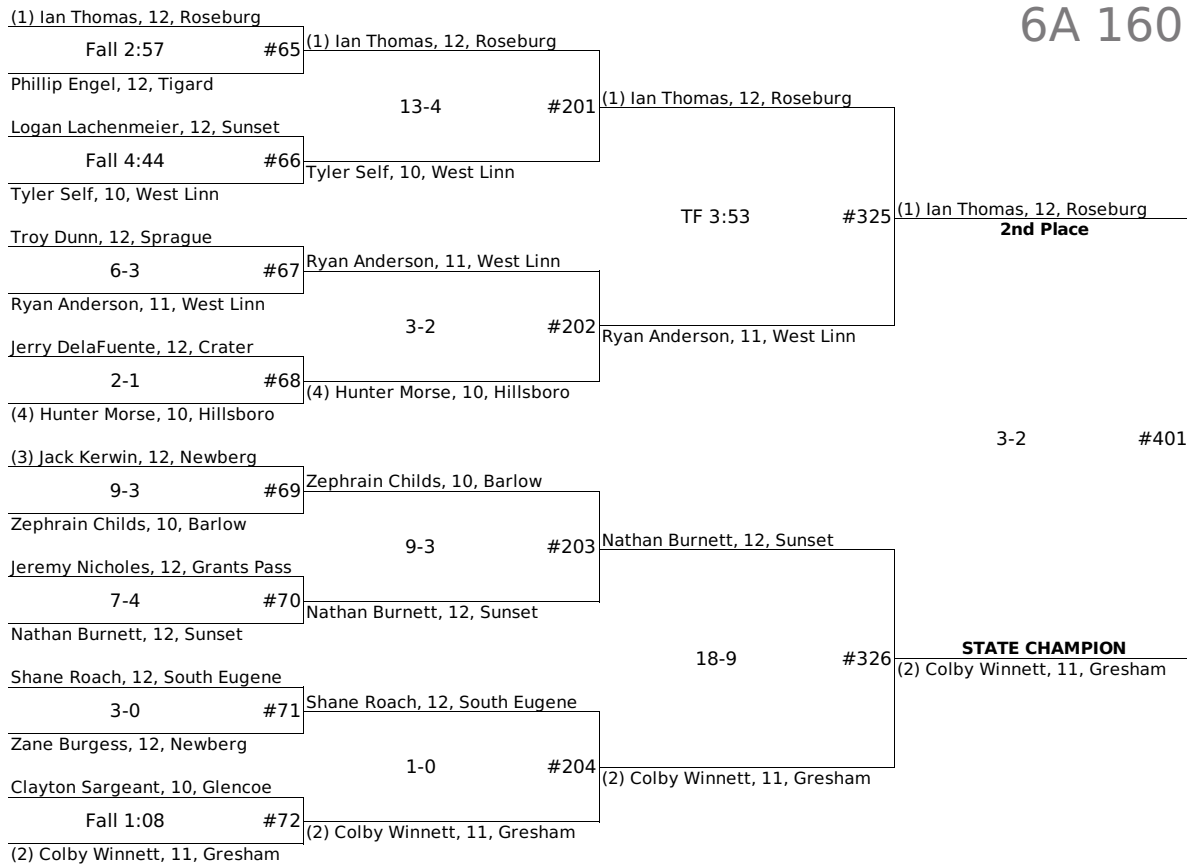 6A 160
(1) Ian Thomas, 12, Roseburg
Fall 2:57 #65
Phillip Engel, 12, Tigard
Logan Lachenmeier, 12, Sunset
Fall 4:44 #66
Tyler Self, 10, West Linn
Troy Dunn, 12, Sprague
6-3 #67
Ryan Anderson, 11, West Linn
Jerry DelaFuente, 12, Crater
2-1 #68
(4) Hunter Morse, 10, Hillsboro
(3) Jack Kerwin, 12, Newberg
9-3 #69
Zephrain Childs, 10, Barlow
Jeremy Nicholes, 12, Grants Pass
7-4 #70
Nathan Burnett, 12, Sunset
Shane Roach, 12, South Eugene
3-0 #71
Zane Burgess, 12, Newberg
Clayton Sargeant, 10, Glencoe
Fall 1:08 #72
(2) Colby Winnett, 11, Gresham
(1) Ian Thomas, 12, Roseburg
13-4 #201
Tyler Self, 10, West Linn
Ryan Anderson, 11, West Linn
3-2 #202
(4) Hunter Morse, 10, Hillsboro
Zephrain Childs, 10, Barlow
9-3 #203
Nathan Burnett, 12, Sunset
Shane Roach, 12, South Eugene
1-0 #204
(2) Colby Winnett, 11, Gresham
(1) Ian Thomas, 12, Roseburg
TF 3:53 #325
Ryan Anderson, 11, West Linn
Nathan Burnett, 12, Sunset
18-9 #326
(2) Colby Winnett, 11, Gresham
(1) Ian Thomas, 12, Roseburg
2nd Place
3-2 #401
STATE CHAMPION
(2) Colby Winnett, 11, Gresham